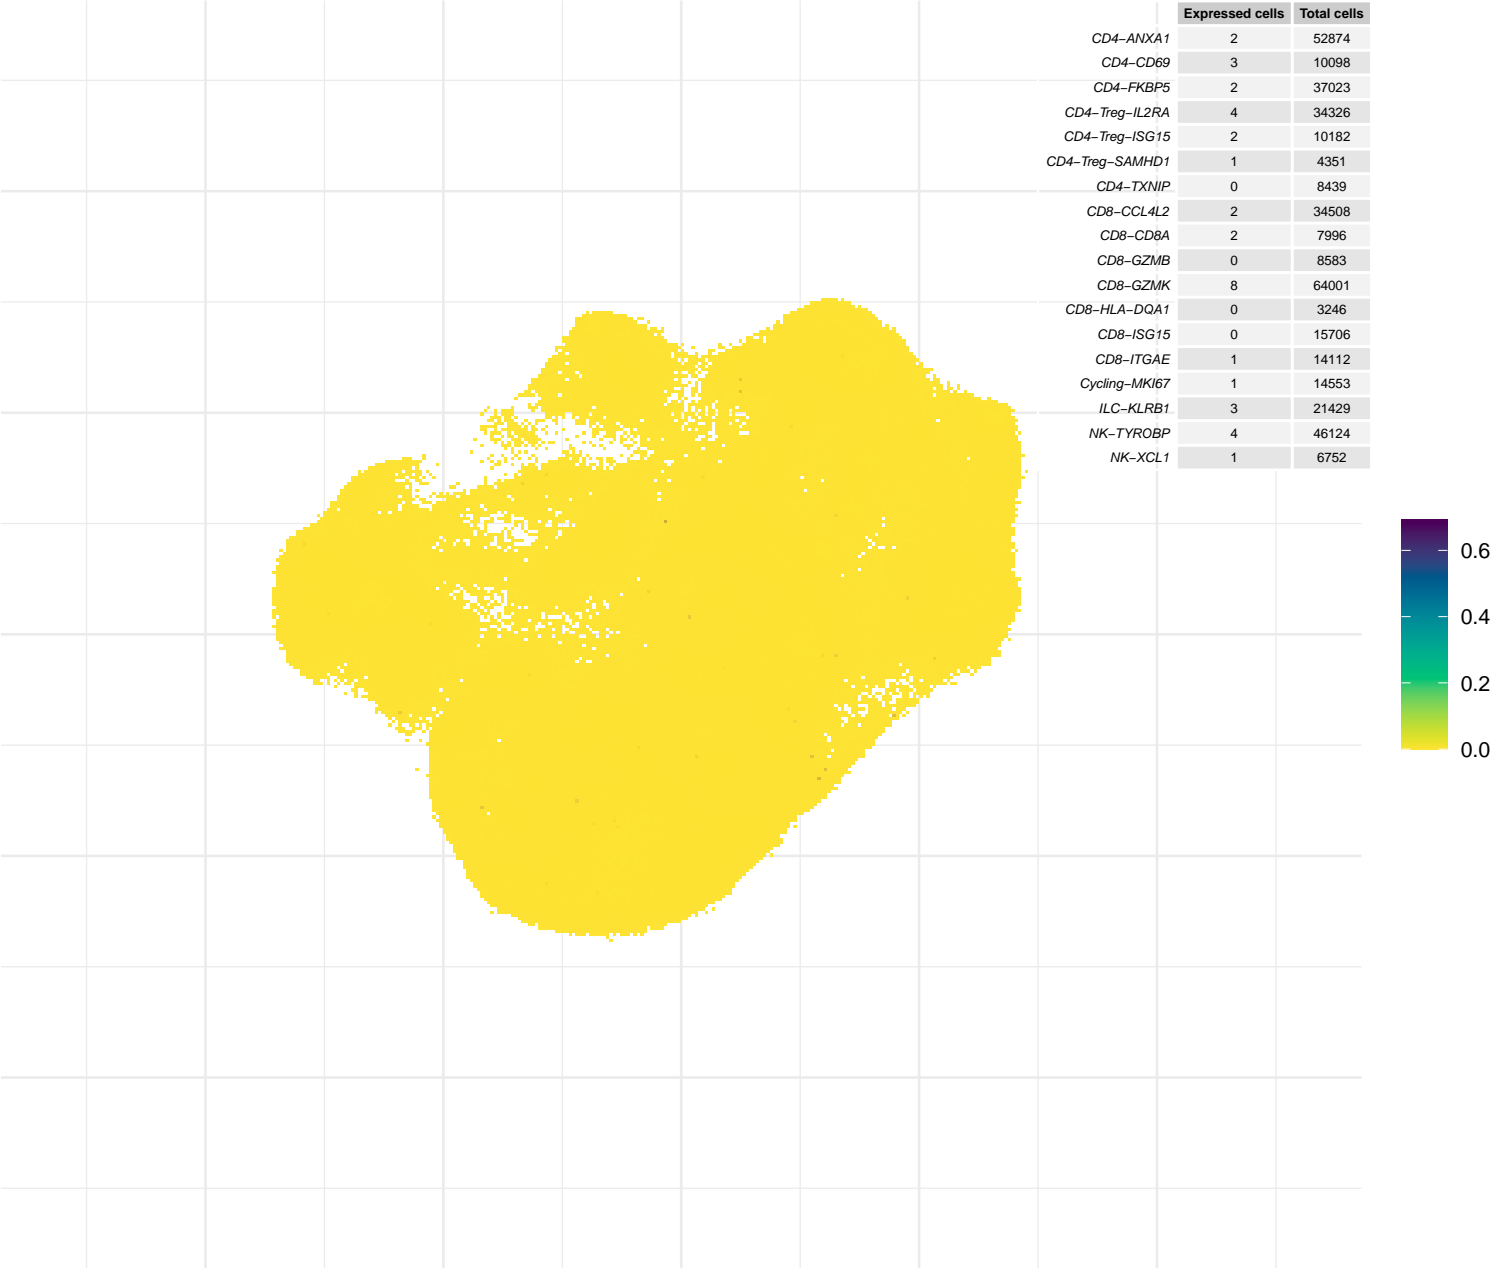 Expressed cells Total cells
CD4−ANXA1 2 52874
CD4−CD69 3 10098
CD4−FKBP5 2 37023
CD4−Treg−IL2RA 4 34326
CD4−Treg−ISG15 2 10182
CD4−Treg−SAMHD1 1 4351
CD4−TXNIP 0 8439
CD8−CCL4L2 2 34508
CD8−CD8A 2 7996
CD8−GZMB 0 8583
CD8−GZMK 8 64001
CD8−HLA−DQA1 0 3246
CD8−ISG15 0 15706
CD8−ITGAE 1 14112
Cycling−MKI67 1 14553
ILC−KLRB1 3 21429
NK−TYROBP 4 46124
NK−XCL1 1 6752
0.6
0.4
0.2
0.0